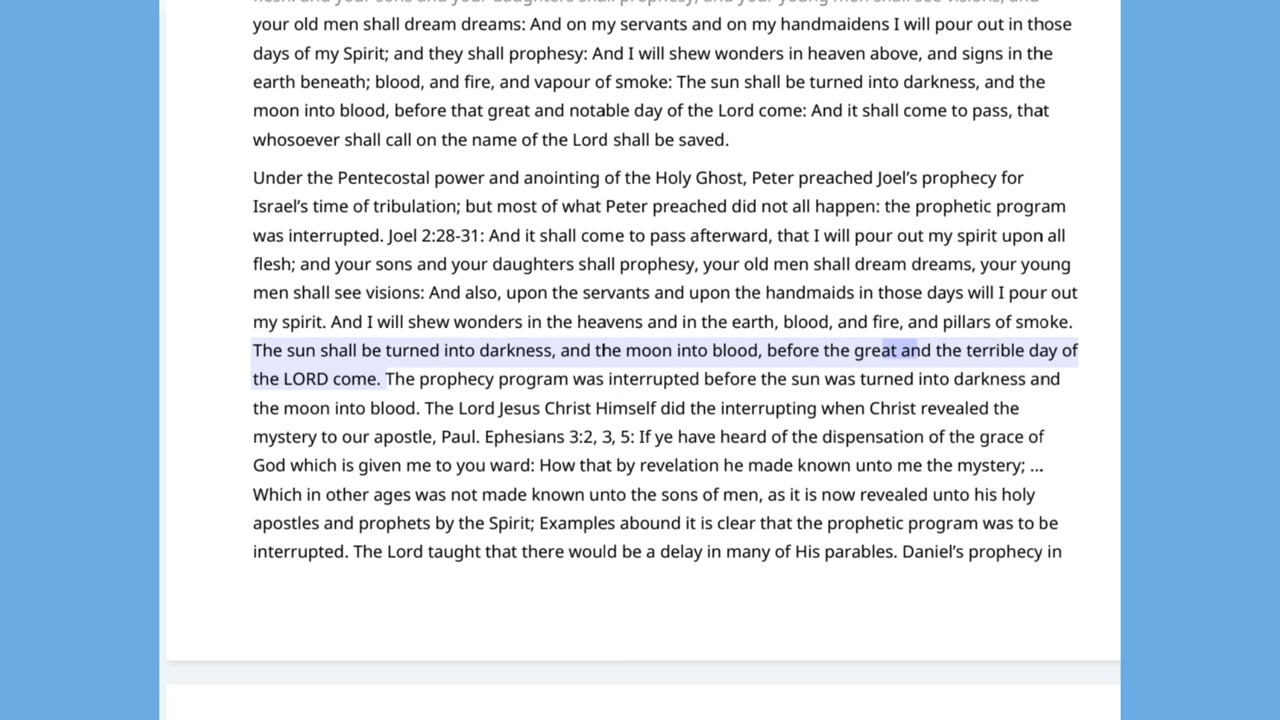 flesh: and your sons and your daughters shall prophesy, and your young men shall see visions, and
your old men shall dream dreams: And on my servants and on my handmaidens I will pour out in those
days of my Spirit; and they shall prophesy: And I will shew wonders in heaven above, and signs in the
earth beneath; blood, and fire, and vapour of smoke: The sun shall be turned into darkness, and the
moon into blood, before that great and notable day of the Lord come: And it shall come to pass, that
whosoever shall call on the name of the Lord shall be saved.
Under the Pentecostal power and anointing of the Holy Ghost, Peter preached Joel’s prophecy for
Israel’s time of tribulation; but most of what Peter preached did not all happen: the prophetic program
was interrupted. Joel 2:28-31: And it shall come to pass afterward, that I will pour out my spirit upon all
flesh; and your sons and your daughters shall prophesy, your old men shall dream dreams, your young
men shall see visions: And also, upon the servants and upon the handmaids in those days will I pour out
my spirit. And I will shew wonders in the heavens and in the earth, blood, and fire, and pillars of smoke.
The sun shall be turned into darkness, and the moon into blood, before the great and the terrible day of
the LORD come. The prophecy program was interrupted before the sun was turned into darkness and
the moon into blood. The Lord Jesus Christ Himself did the interrupting when Christ revealed the
mystery to our apostle, Paul. Ephesians 3:2, 3, 5: If ye have heard of the dispensation of the grace of
God which is given me to you ward: How that by revelation he made known unto me the mystery; ...
Which in other ages was not made known unto the sons of men, as it is now revealed unto his holy
apostles and prophets by the Spirit; Examples abound it is clear that the prophetic program was to be
interrupted. The Lord taught that there would be a delay in many of His parables. Daniel’s prophecy in